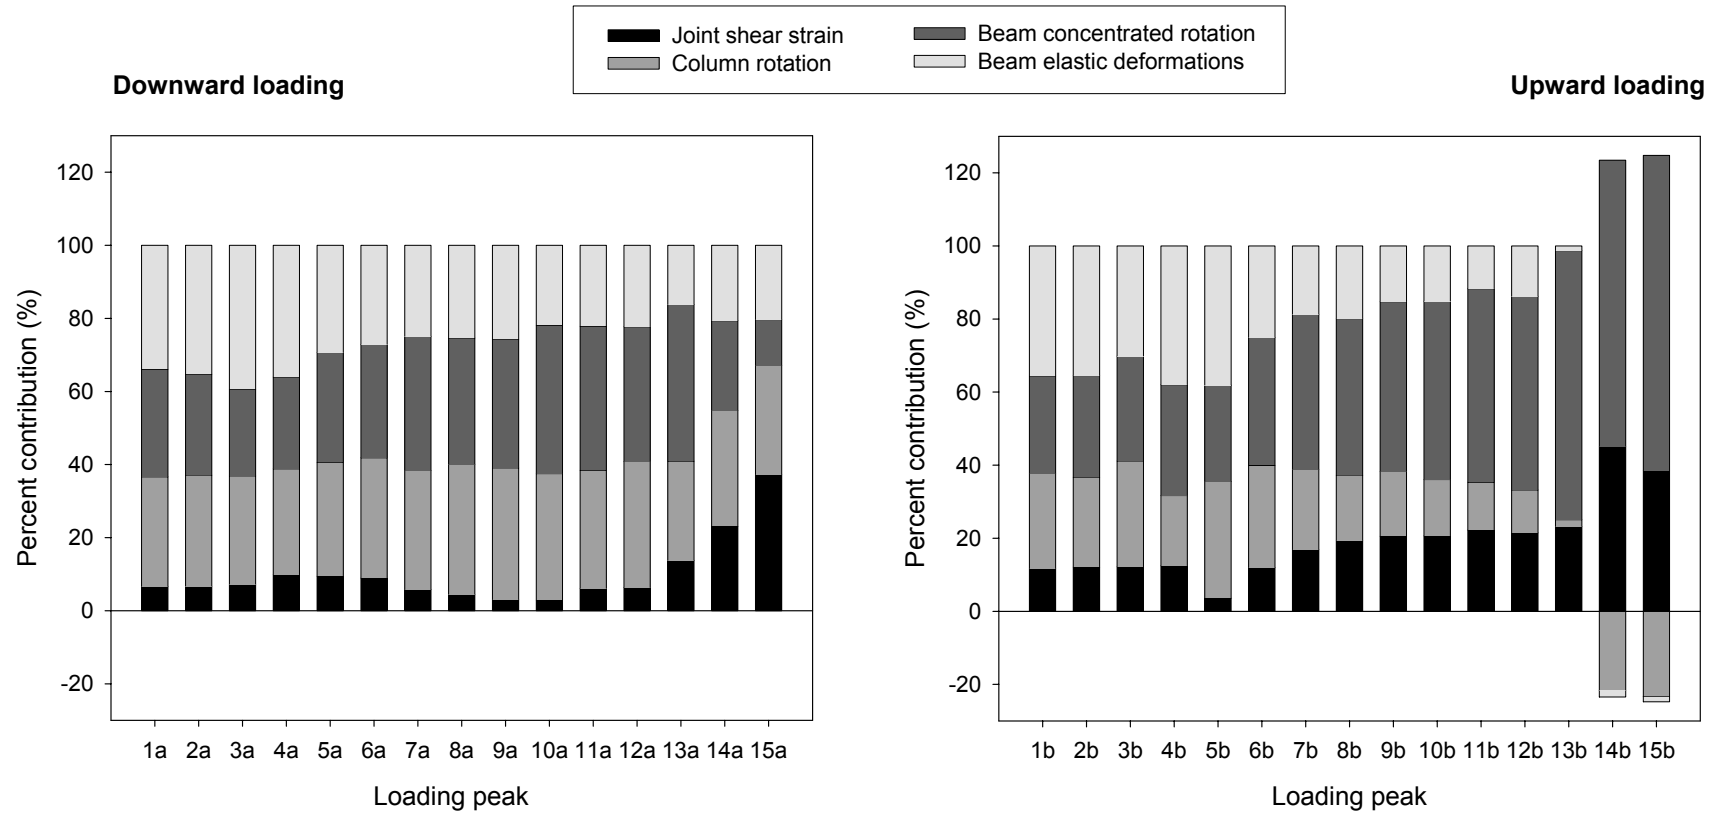 Joint shear strain
Column rotation
Beam concentrated rotation
Beam elastic deformations
Downward loading
Percent contribution (%)
120
100
80
60
40
20
0
-20
1a 2a 3a 4a 5a 6a 7a 8a 9a 10a 11a 12a 13a 14a 15a
Loading peak
Upward loading
Percent contribution (%)
120
100
80
60
40
20
0
-20
1b 2b 3b 4b 5b 6b 7b 8b 9b 10b 11b 12b 13b 14b 15b
Loading peak